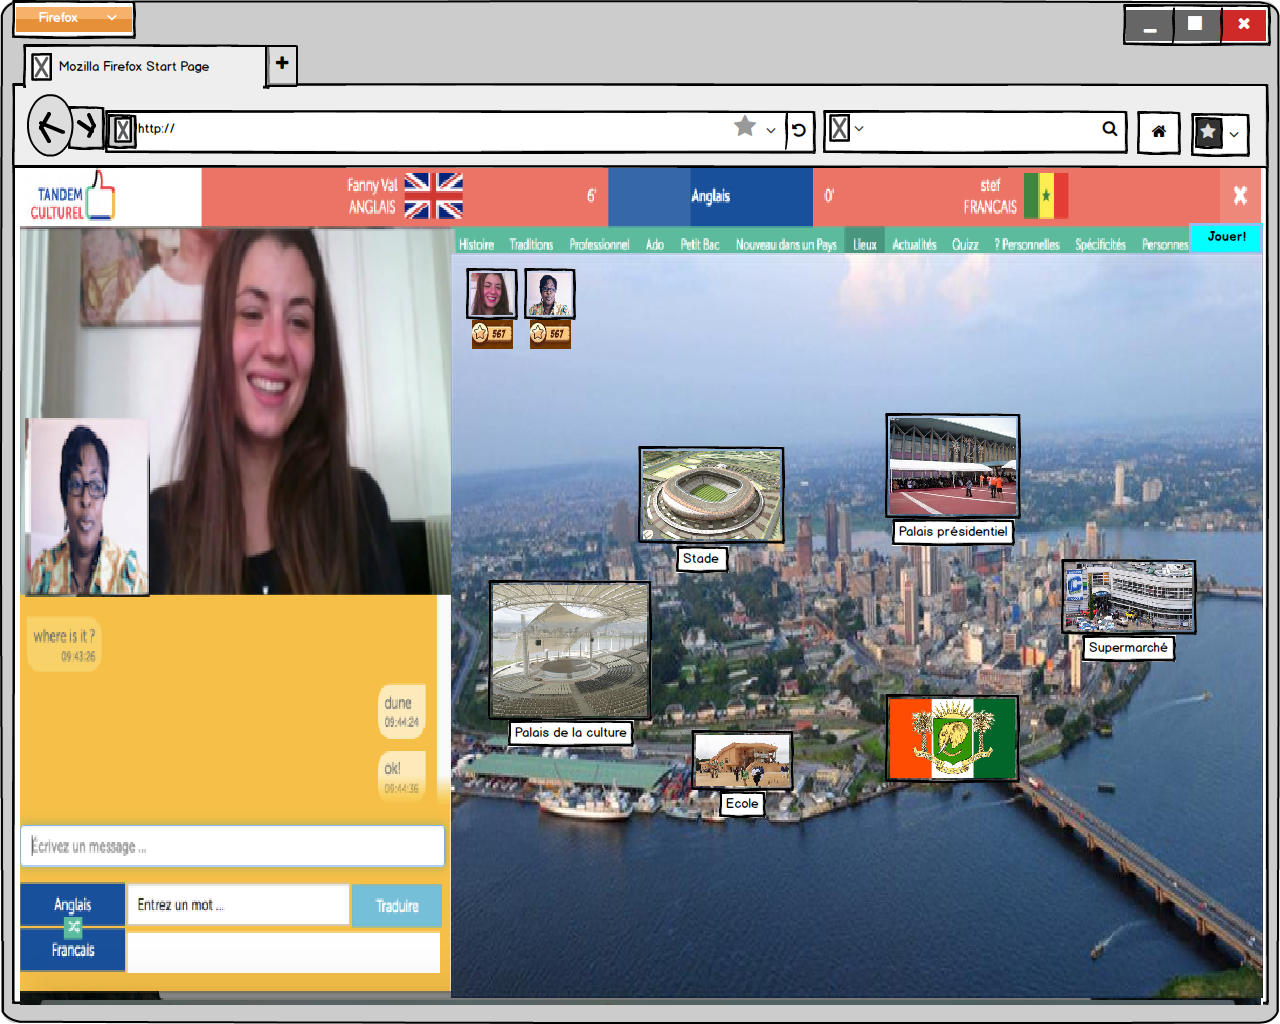 Firefox
Mozilla Firefox Start Page
http://
TANDEM
CULTUREL
Fanny Val
ANGLAIS
6'
Anglais
0'
stef
FRANCAIS
Histoire Traditions Professionnel Ado Petit Bac Nouveau dans un Pays Lieux Actualités Quizz ? Personnelles Spécificités Personnes
Jouer!
567 567
Stade
Palais présidentiel
Supermarché
Palais de la culture
Ecole
where is it ?
09:43:26
dune
09:44:24
ok!
09:44:36
Écrivez un message ...
Anglais
Entrez un mot ...
Traduire
Francais